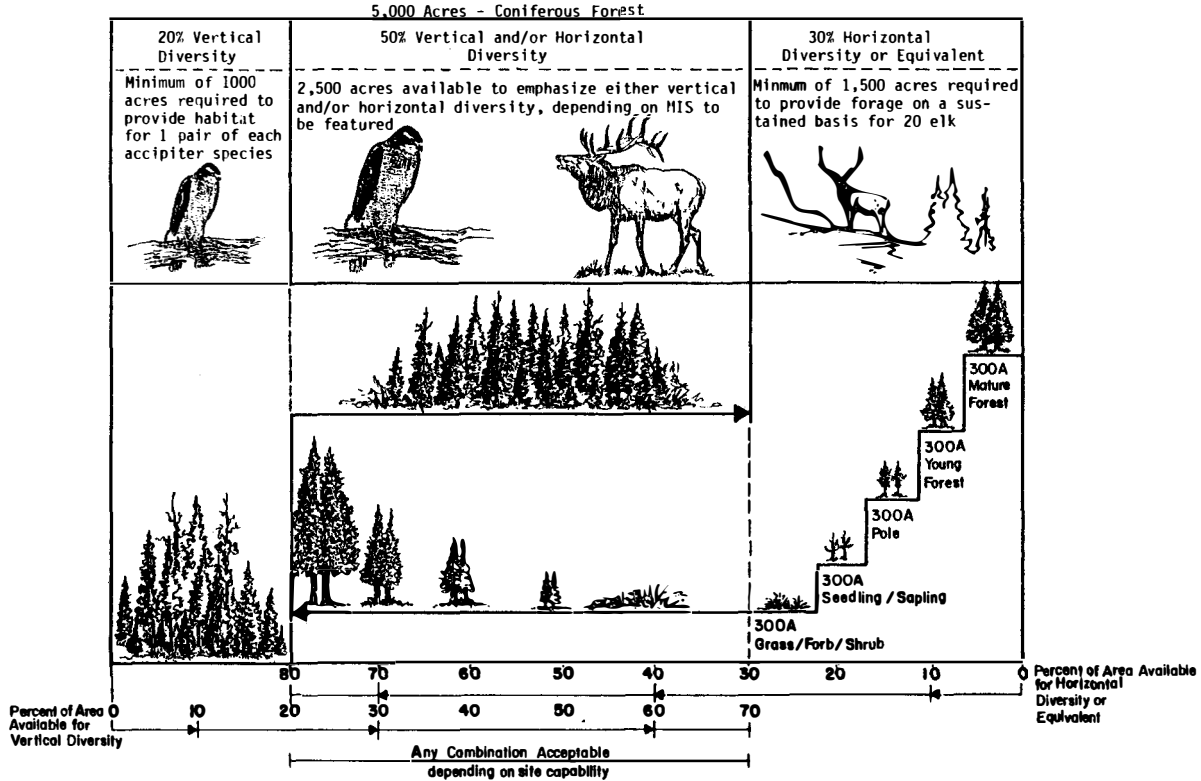 5,000 Acres - Coniferous Forest
20% Vertical
Diversity
50% Vertical and/or Horizontal
Diversity
30% Horizontal
Diversity or Equivalent
Minimum of 1000
acres required to
provide habitat
for 1 pair of each
accipiter species
2,500 acres available to emphasize either vertical
and/or horizontal diversity, depending on MIS to
be featured
Minmum of 1,500 acres required
to provide forage on a sus-
tained basis for 20 elk
300A
Mature
Forest
300A
Young
Forest
300A
Pole
300A
Seedling / Sapling
300A
Grass/Forb/Shrub
80 70 60 50 40 30 20 10 0
Percent of Area Available
for Horizontal
Diversity or
Equivalent
Percent of Area
Available for
Vertical Diversity
0 10 20 30 40 50 60 70
Any Combination Acceptable
depending on site capability